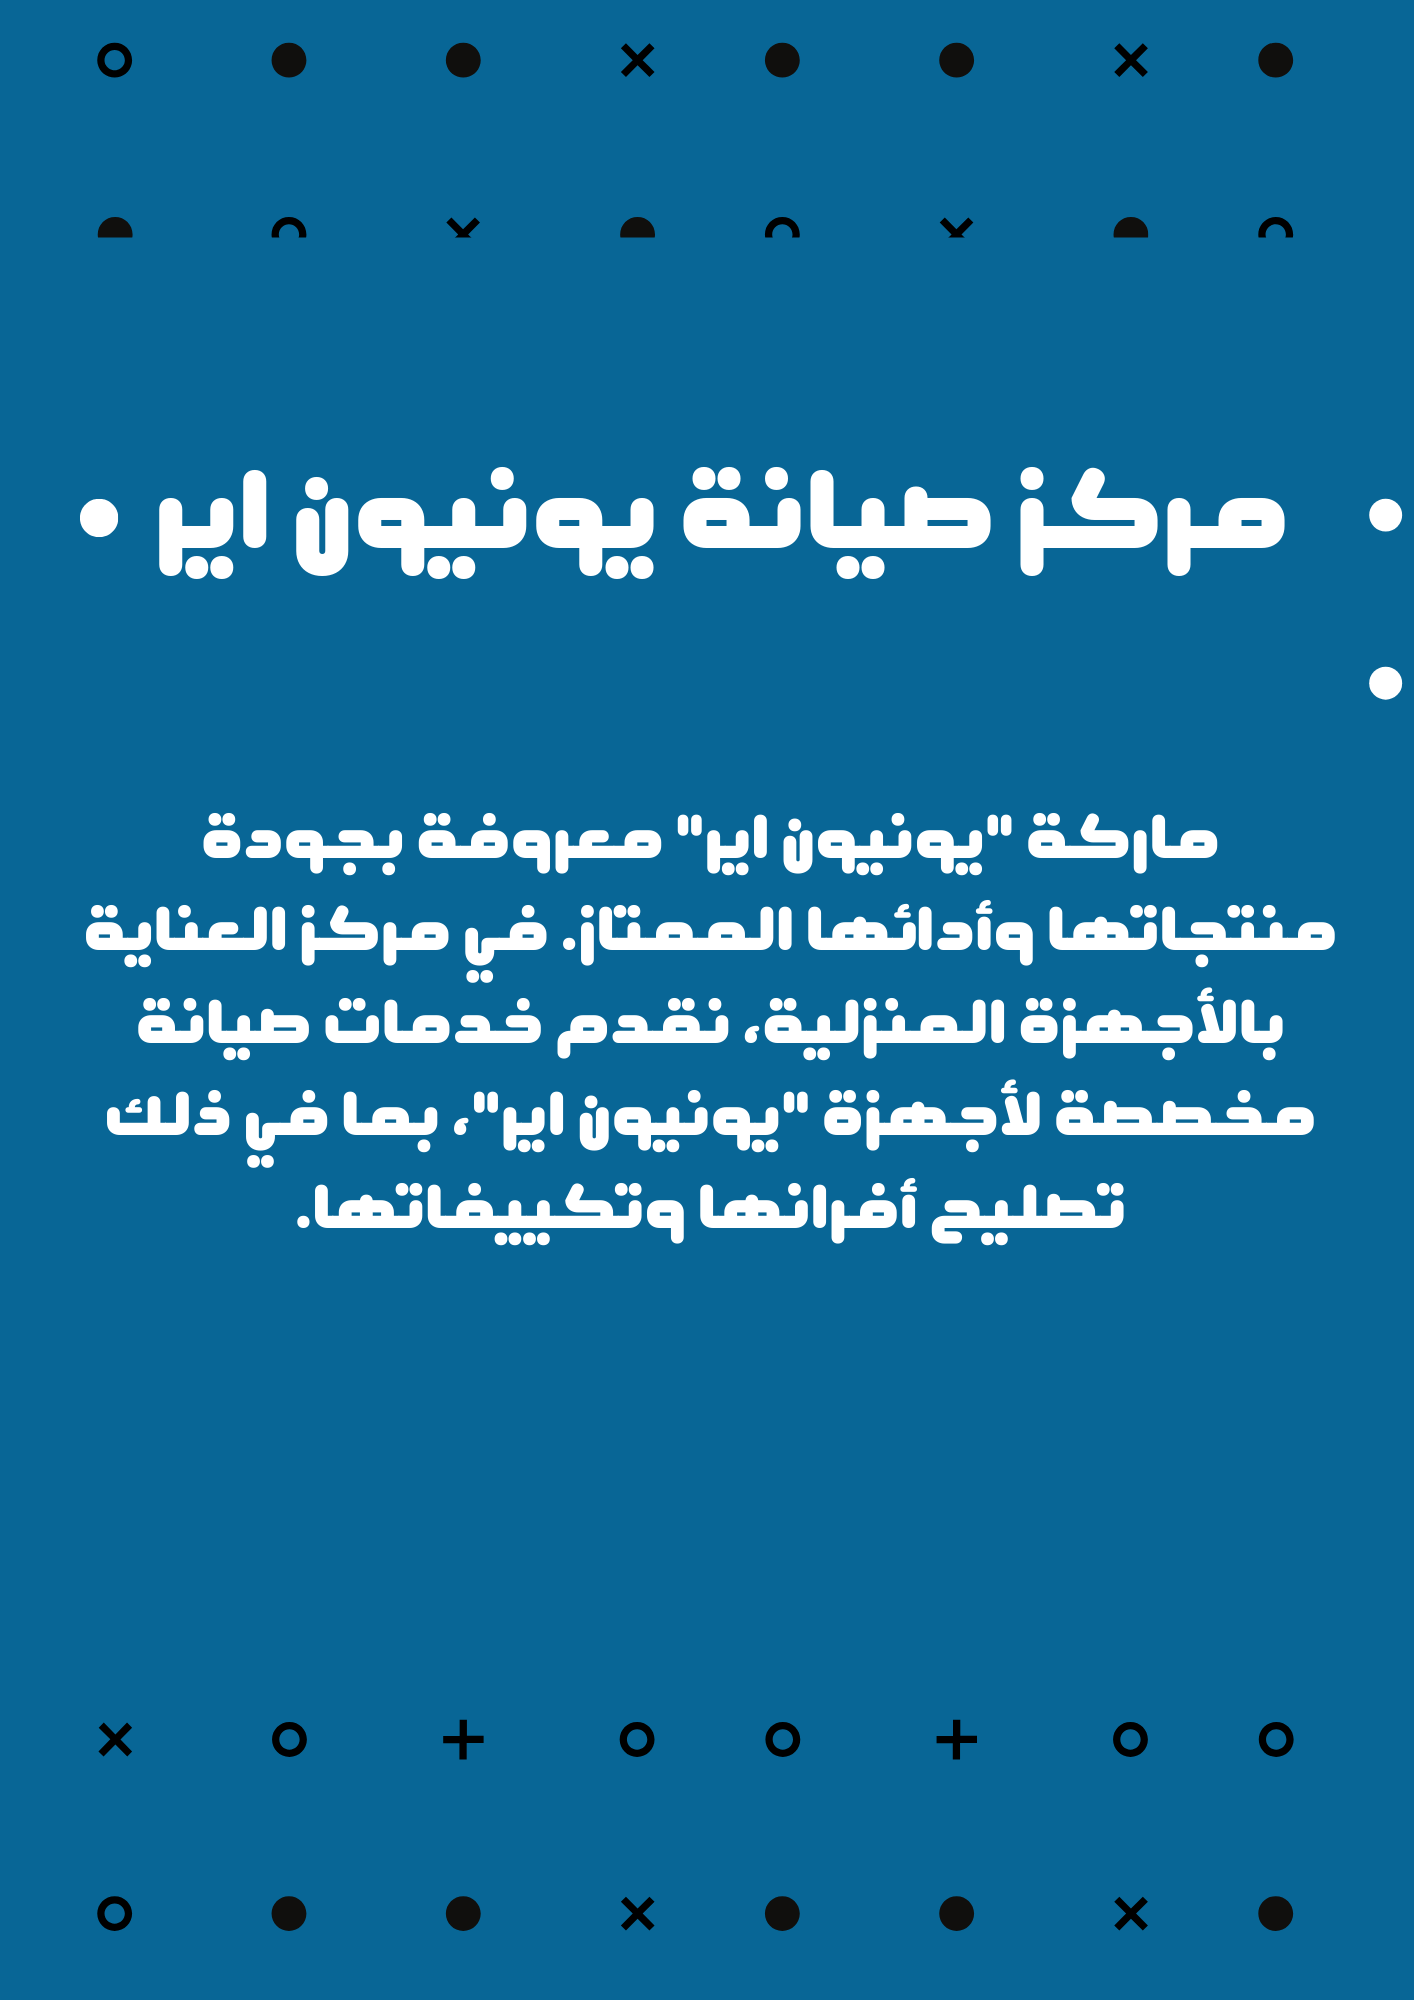 مركز صيانة يونيون اير
ماركة "يونيون اير" معروفة بجودة
منتجاتها وأدائها الممتاز. في مركز العناية
بالأجهزة المنزلية، نقدم خدمات صيانة
مخصصة لأجهزة "يونيون اير"، بما في ذلك
تصليح أفرانها وتكييفاتها.